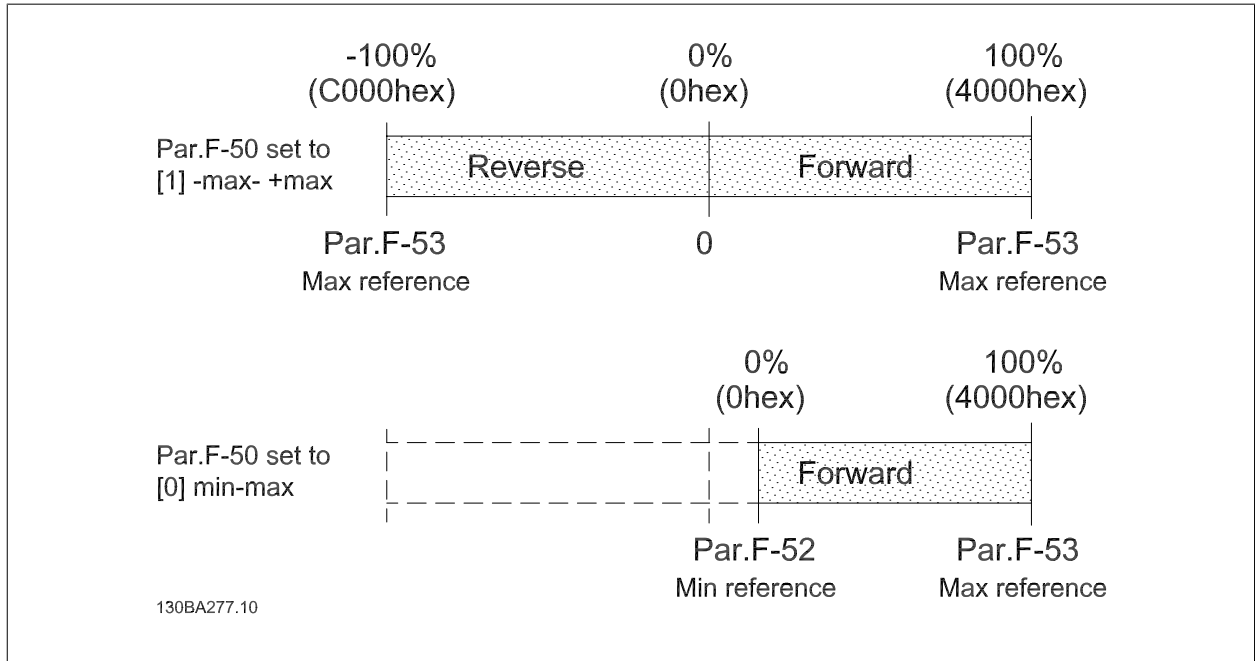 -100% 0% 100%
(C000hex) (0hex) (4000hex)
Par.F-50 set to
[1] -max- +max
Reverse Forward
Par.F-53 0 Par.F-53
Max reference Max reference
0% 100%
(0hex) (4000hex)
Par.F-50 set to
[0] min-max
Forward
Par.F-52 Par.F-53
Min reference Max reference
130BA277.10